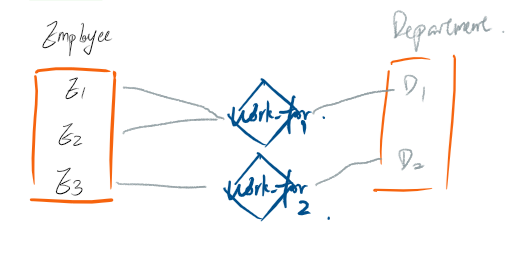 Employee
Department.
E1
E2
E3
Work-for 1.
Work-for 2.
D1
D2